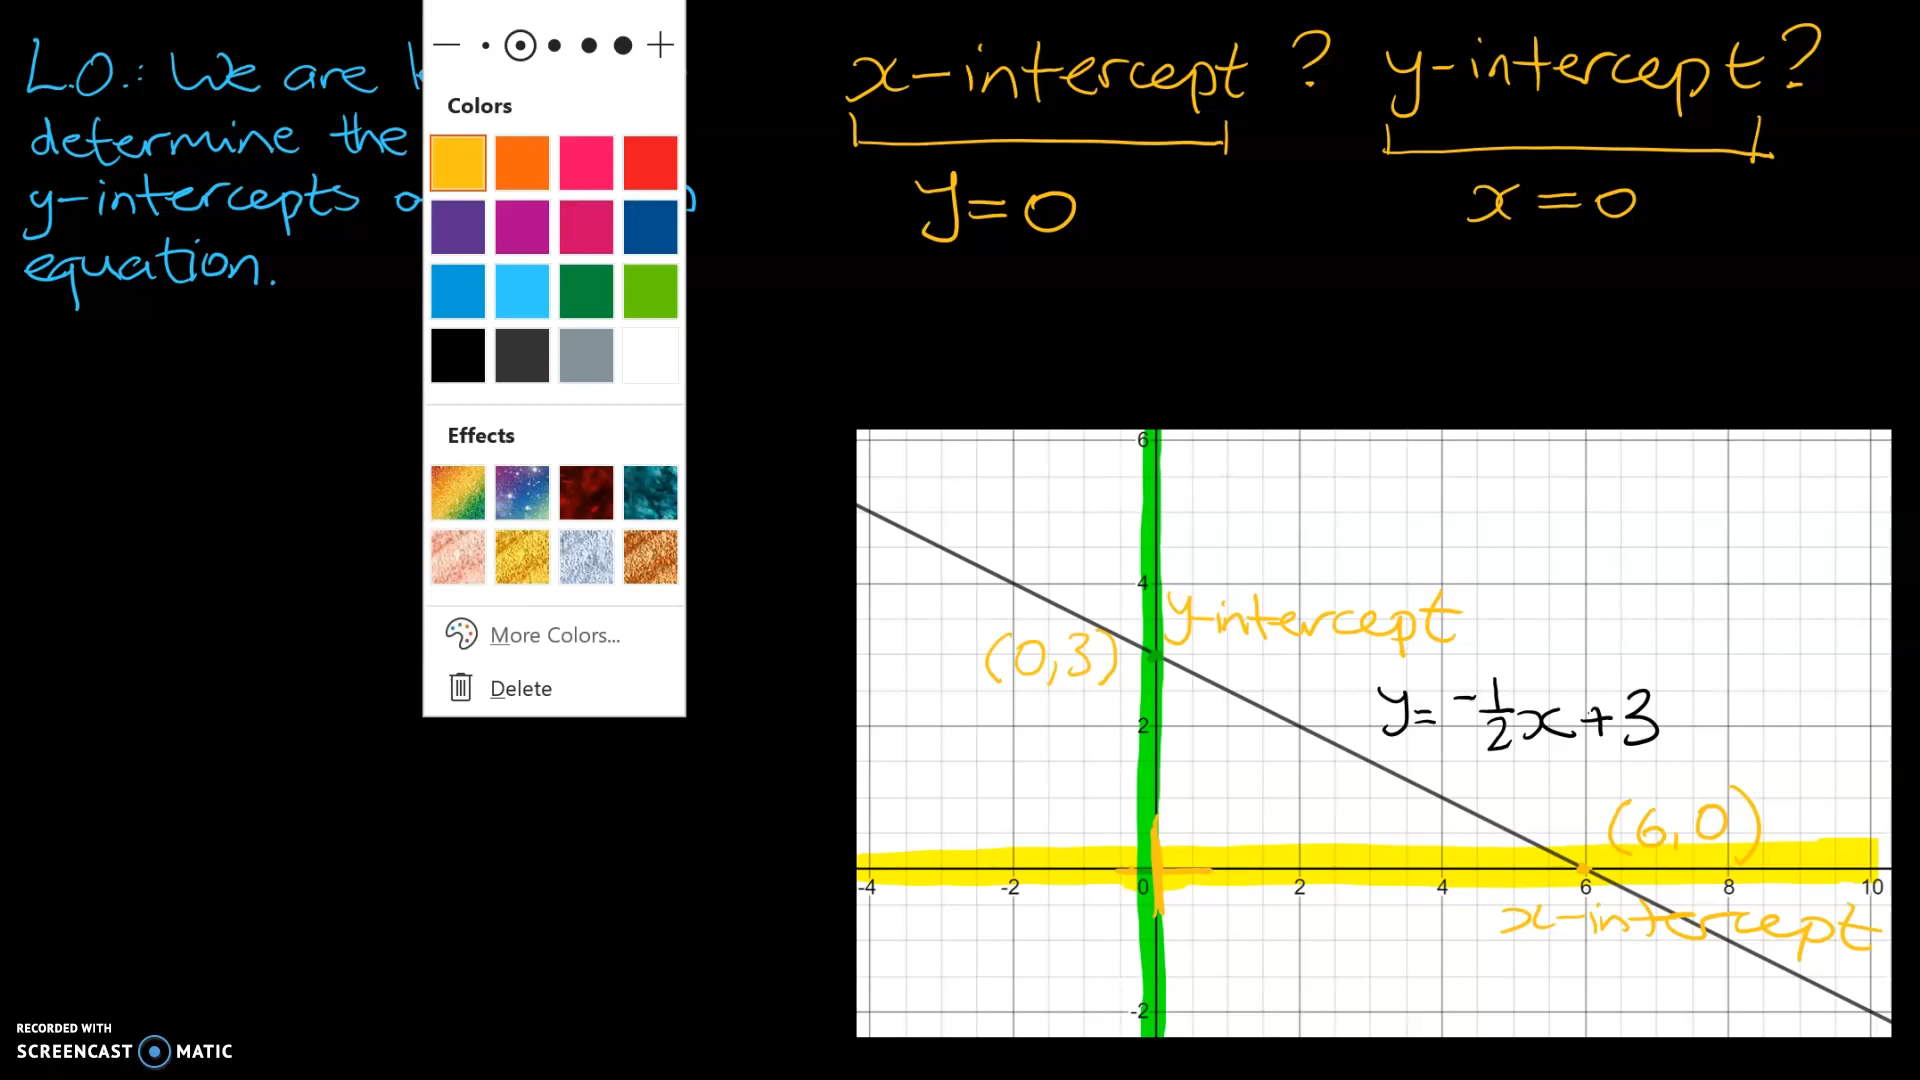 L.O.: We are
determine the
y-intercepts
equation.
Colors
Effects
More Colors...
Delete
x-intercept ? y-intercept?
y=0
x=0
6
4
y-intercept
(0,3)
y=-1/2x+3
2
(6,0)
-4 -2 0 2 4 6 8 10
x-intercept
-2
RECORDED WITH
SCREENCAST MATIC